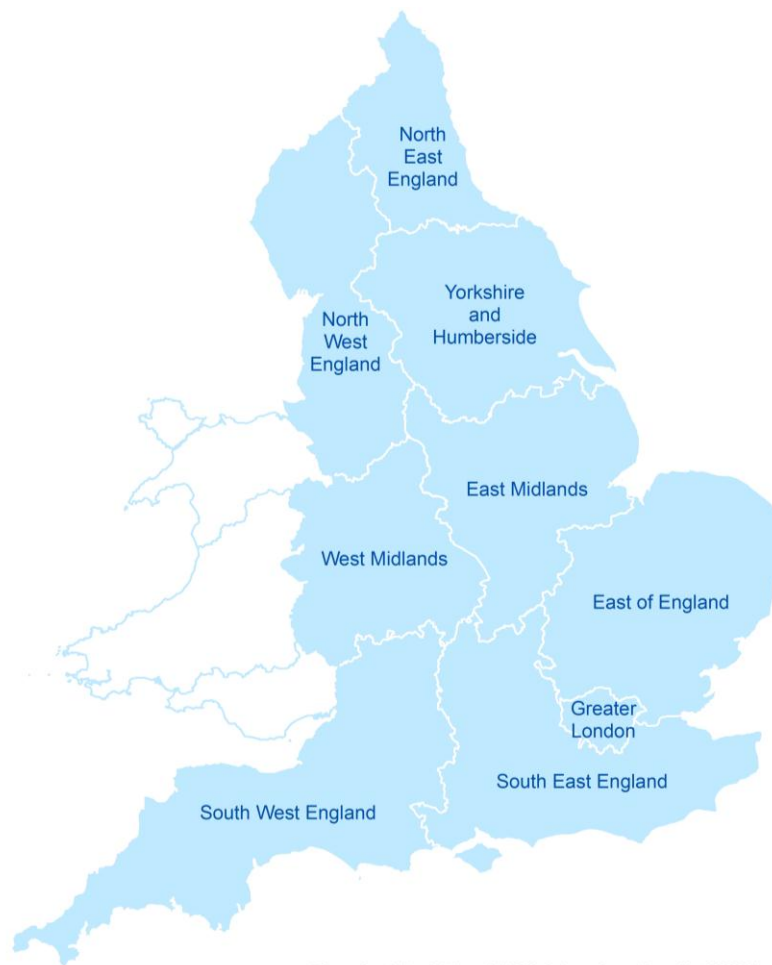 North
East
England
Yorkshire
and
Humberside
North
West
England
East Midlands
West Midlands
East of England
Greater
London
South East England
South West England